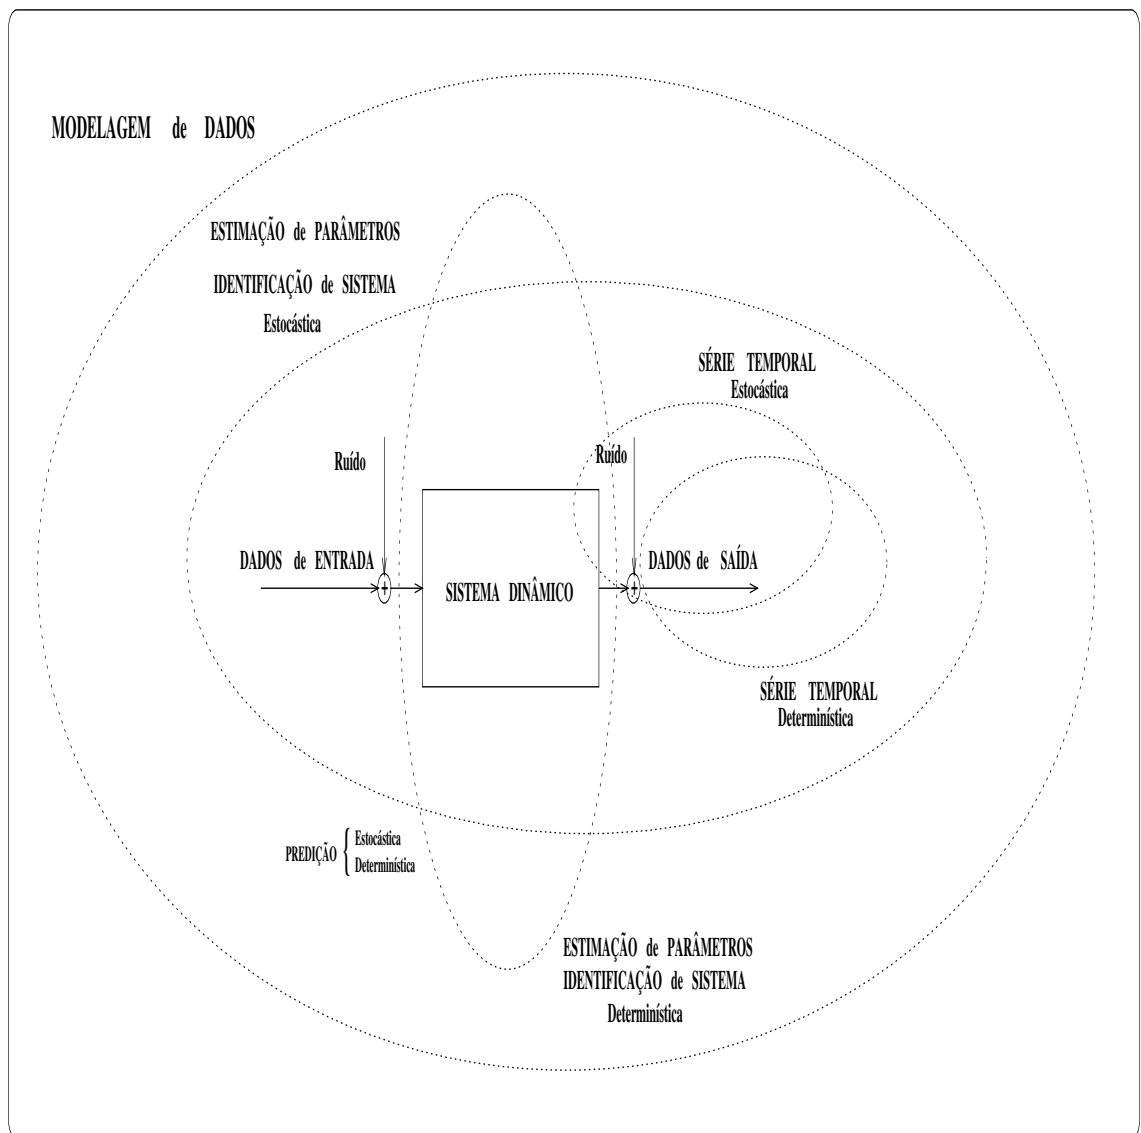 MODELAGEM de DADOS
ESTIMAÇÃO de PARÂMETROS
IDENTIFICAÇÃO de SISTEMA
Estocástica
SÉRIE TEMPORAL
Estocástica
Ruído
Ruído
DADOS de ENTRADA
DADOS de SAÍDA
+
+
SISTEMA DINÂMICO
SÉRIE TEMPORAL
Determinística
PREDIÇÃO { Estocástica
Determinística
ESTIMAÇÃO de PARÂMETROS
IDENTIFICAÇÃO de SISTEMA
Determinística